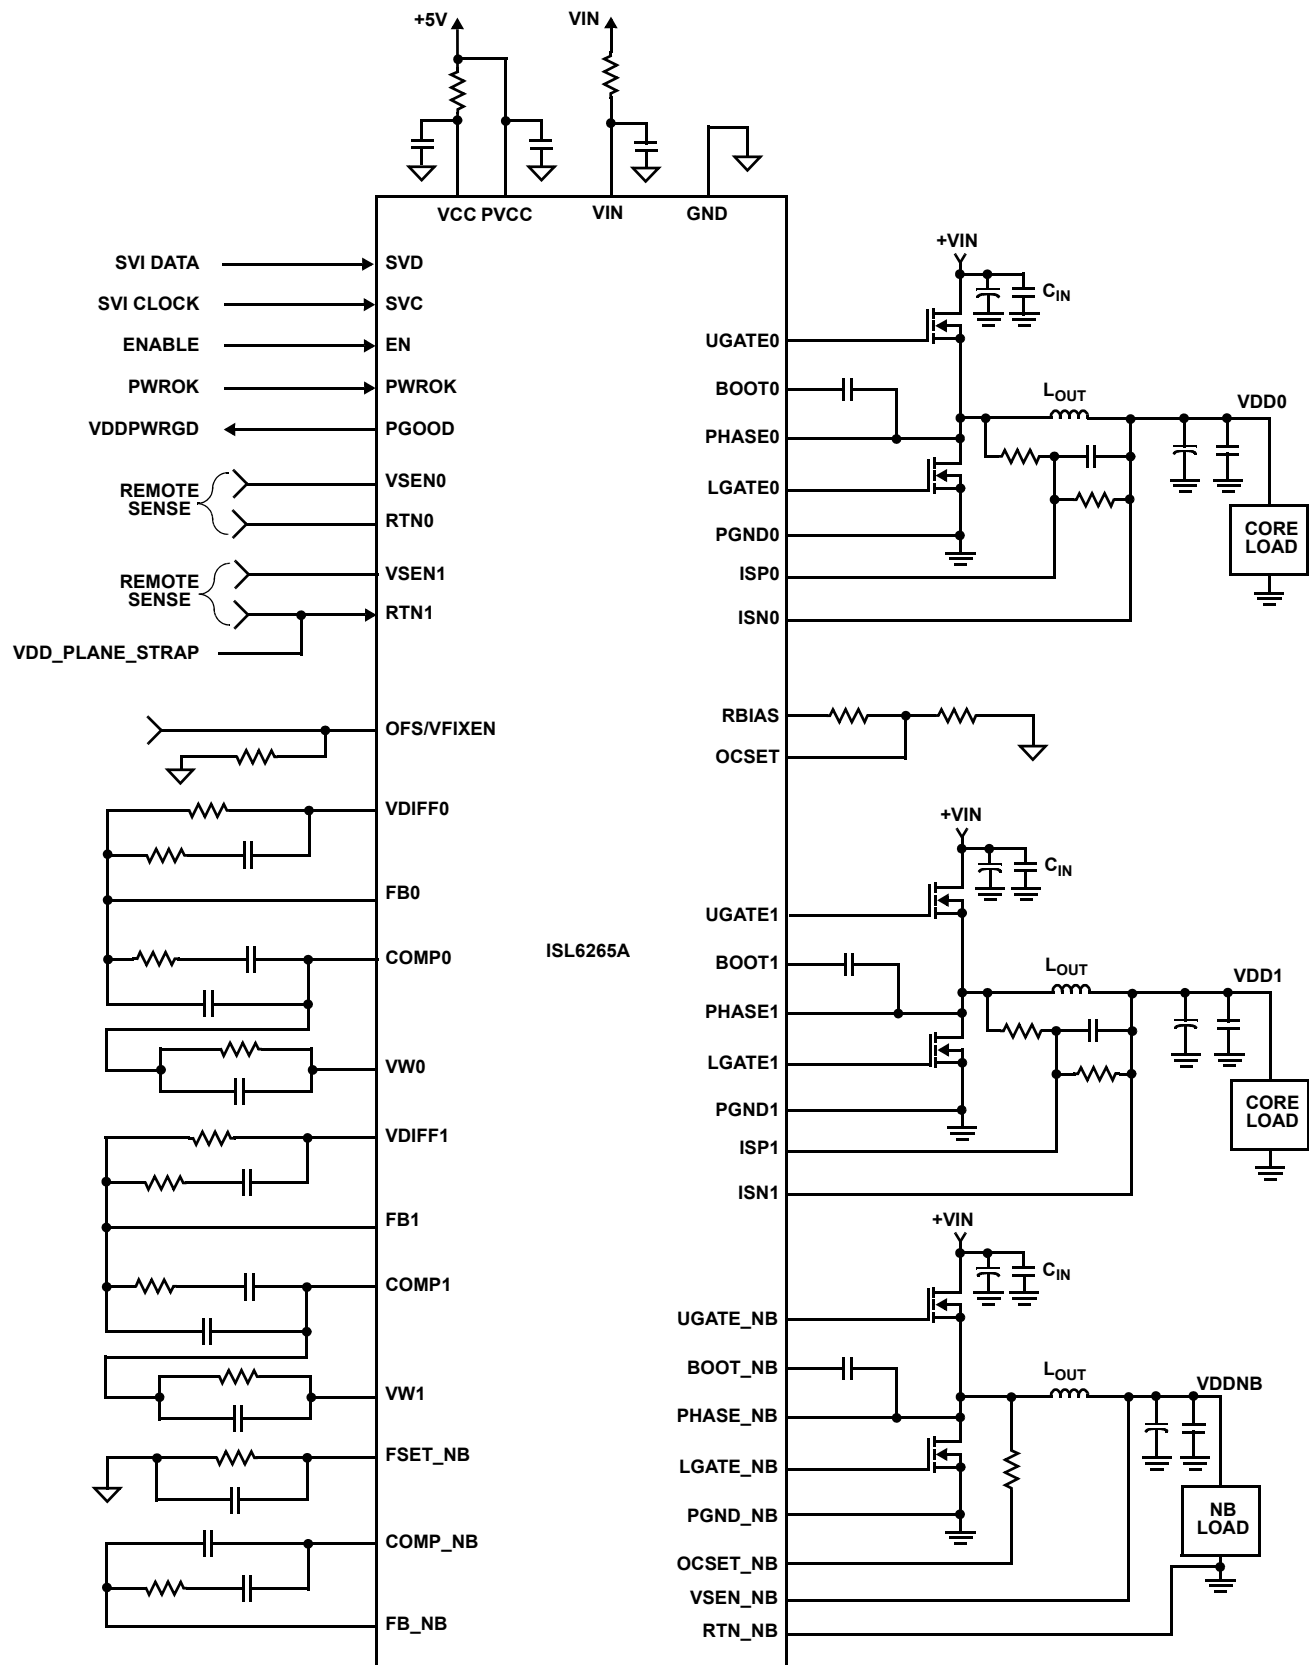 +5V
VIN
VCC PVCC
VIN
GND
SVI DATA
SVD
SVI CLOCK
SVC
ENABLE
EN
PWROK
PWROK
VDDPWRGD
PGOOD
REMOTE
SENSE
VSEN0
RTN0
REMOTE
SENSE
VSEN1
RTN1
VDD_PLANE_STRAP
OFS/VFIXEN
VDIFF0
FB0
COMP0
VW0
VDIFF1
FB1
COMP1
VW1
FSET_NB
COMP_NB
FB_NB
ISL6265A
+VIN
CIN
UGATE0
BOOT0
LOUT
VDD0
PHASE0
LGATE0
PGND0
CORE
LOAD
ISP0
ISN0
RBIAS
OCSET
+VIN
CIN
UGATE1
BOOT1
LOUT
VDD1
PHASE1
LGATE1
PGND1
CORE
LOAD
ISP1
ISN1
+VIN
CIN
UGATE_NB
BOOT_NB
LOUT
VDDNB
PHASE_NB
LGATE_NB
PGND_NB
NB
LOAD
OCSET_NB
VSEN_NB
RTN_NB